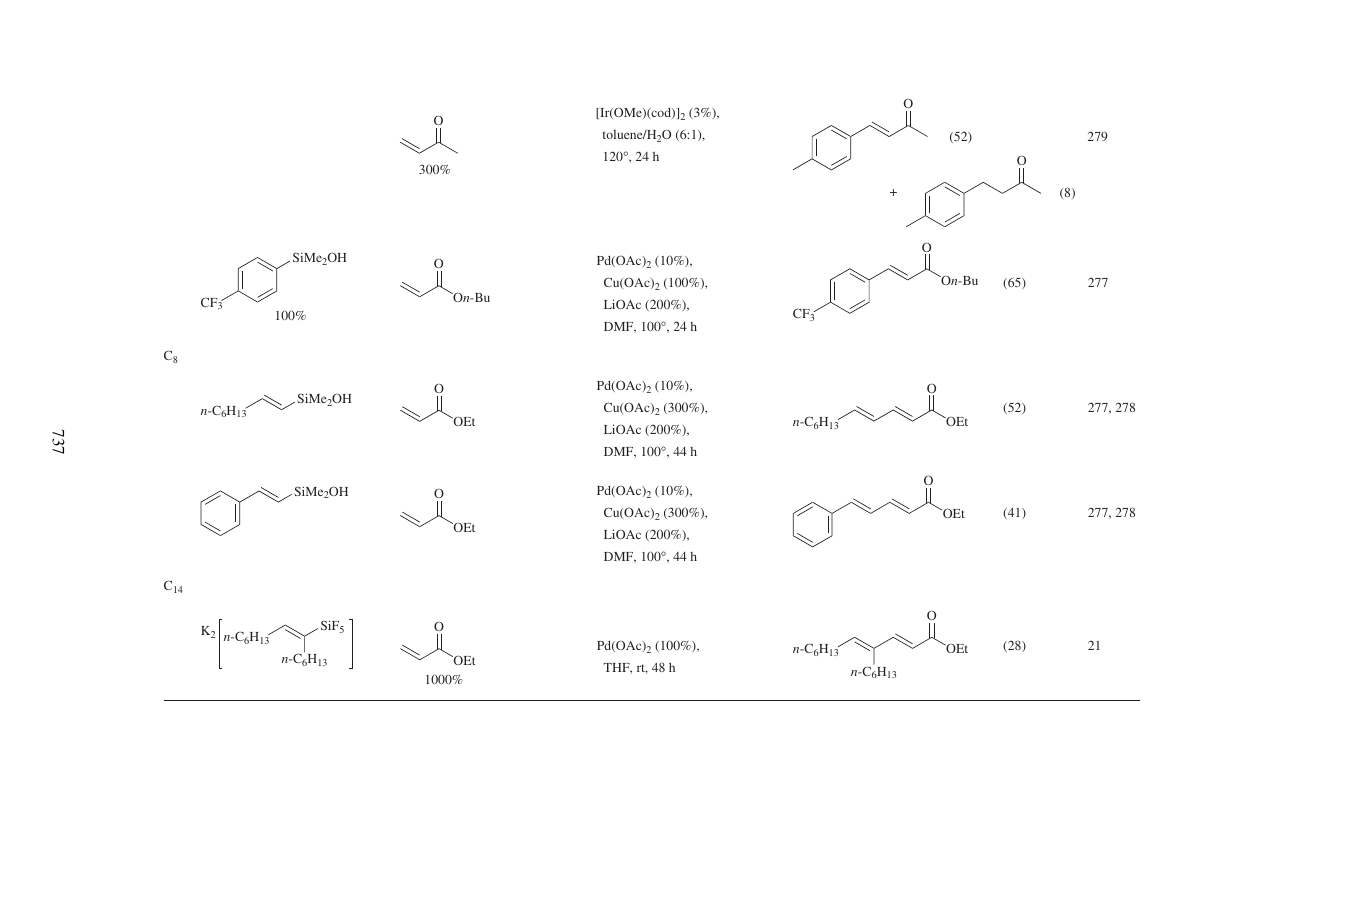 O
300%
[Ir(OMe)(cod)]2 (3%),
toluene/H2O (6:1),
120°, 24 h
O
(52)
279
+
O
(8)
SiMe2OH
CF3
100%
O
On-Bu
Pd(OAc)2 (10%),
Cu(OAc)2 (100%),
LiOAc (200%),
DMF, 100°, 24 h
O
On-Bu
CF3
(65)
277
C8
n-C6H13
SiMe2OH
O
OEt
Pd(OAc)2 (10%),
Cu(OAc)2 (300%),
LiOAc (200%),
DMF, 100°, 44 h
O
n-C6H13
OEt
(52)
277, 278
737
SiMe2OH
O
OEt
Pd(OAc)2 (10%),
Cu(OAc)2 (300%),
LiOAc (200%),
DMF, 100°, 44 h
O
OEt
(41)
277, 278
C14
K2
n-C6H13
SiF5
n-C6H13
O
OEt
1000%
Pd(OAc)2 (100%),
THF, rt, 48 h
O
n-C6H13
OEt
n-C6H13
(28)
21